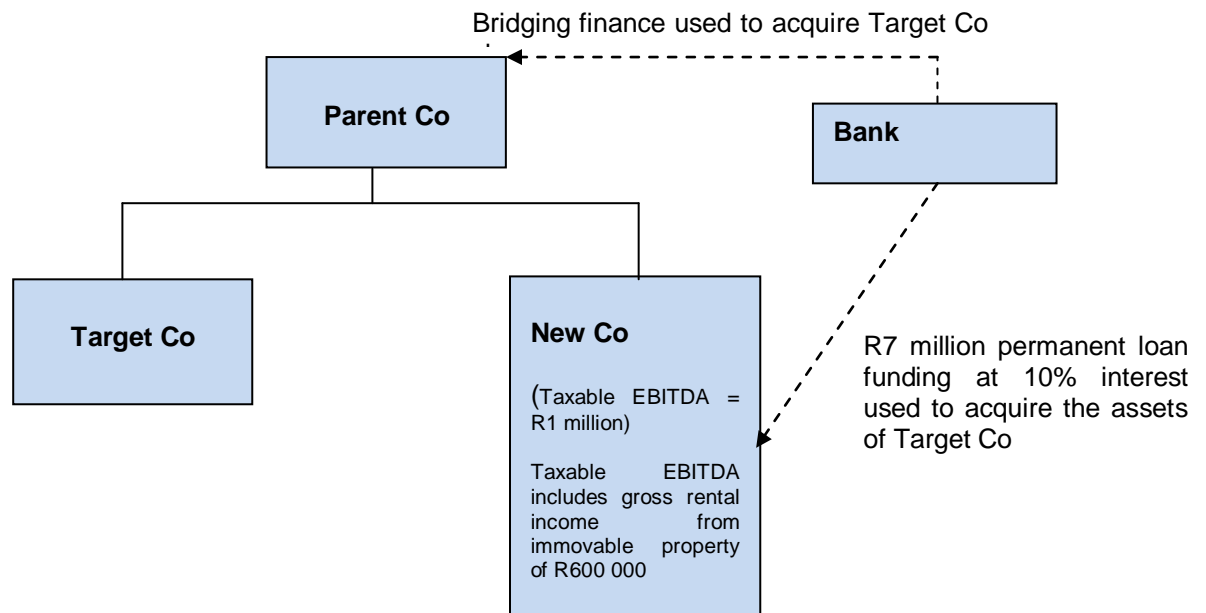 Bridging finance used to acquire Target Co
Parent Co
Bank
Target Co
New Co
(Taxable EBITDA =
R1 million)
Taxable EBITDA
includes gross rental
income from
immovable property
of R600 000
R7 million permanent loan
funding at 10% interest
used to acquire the assets
of Target Co